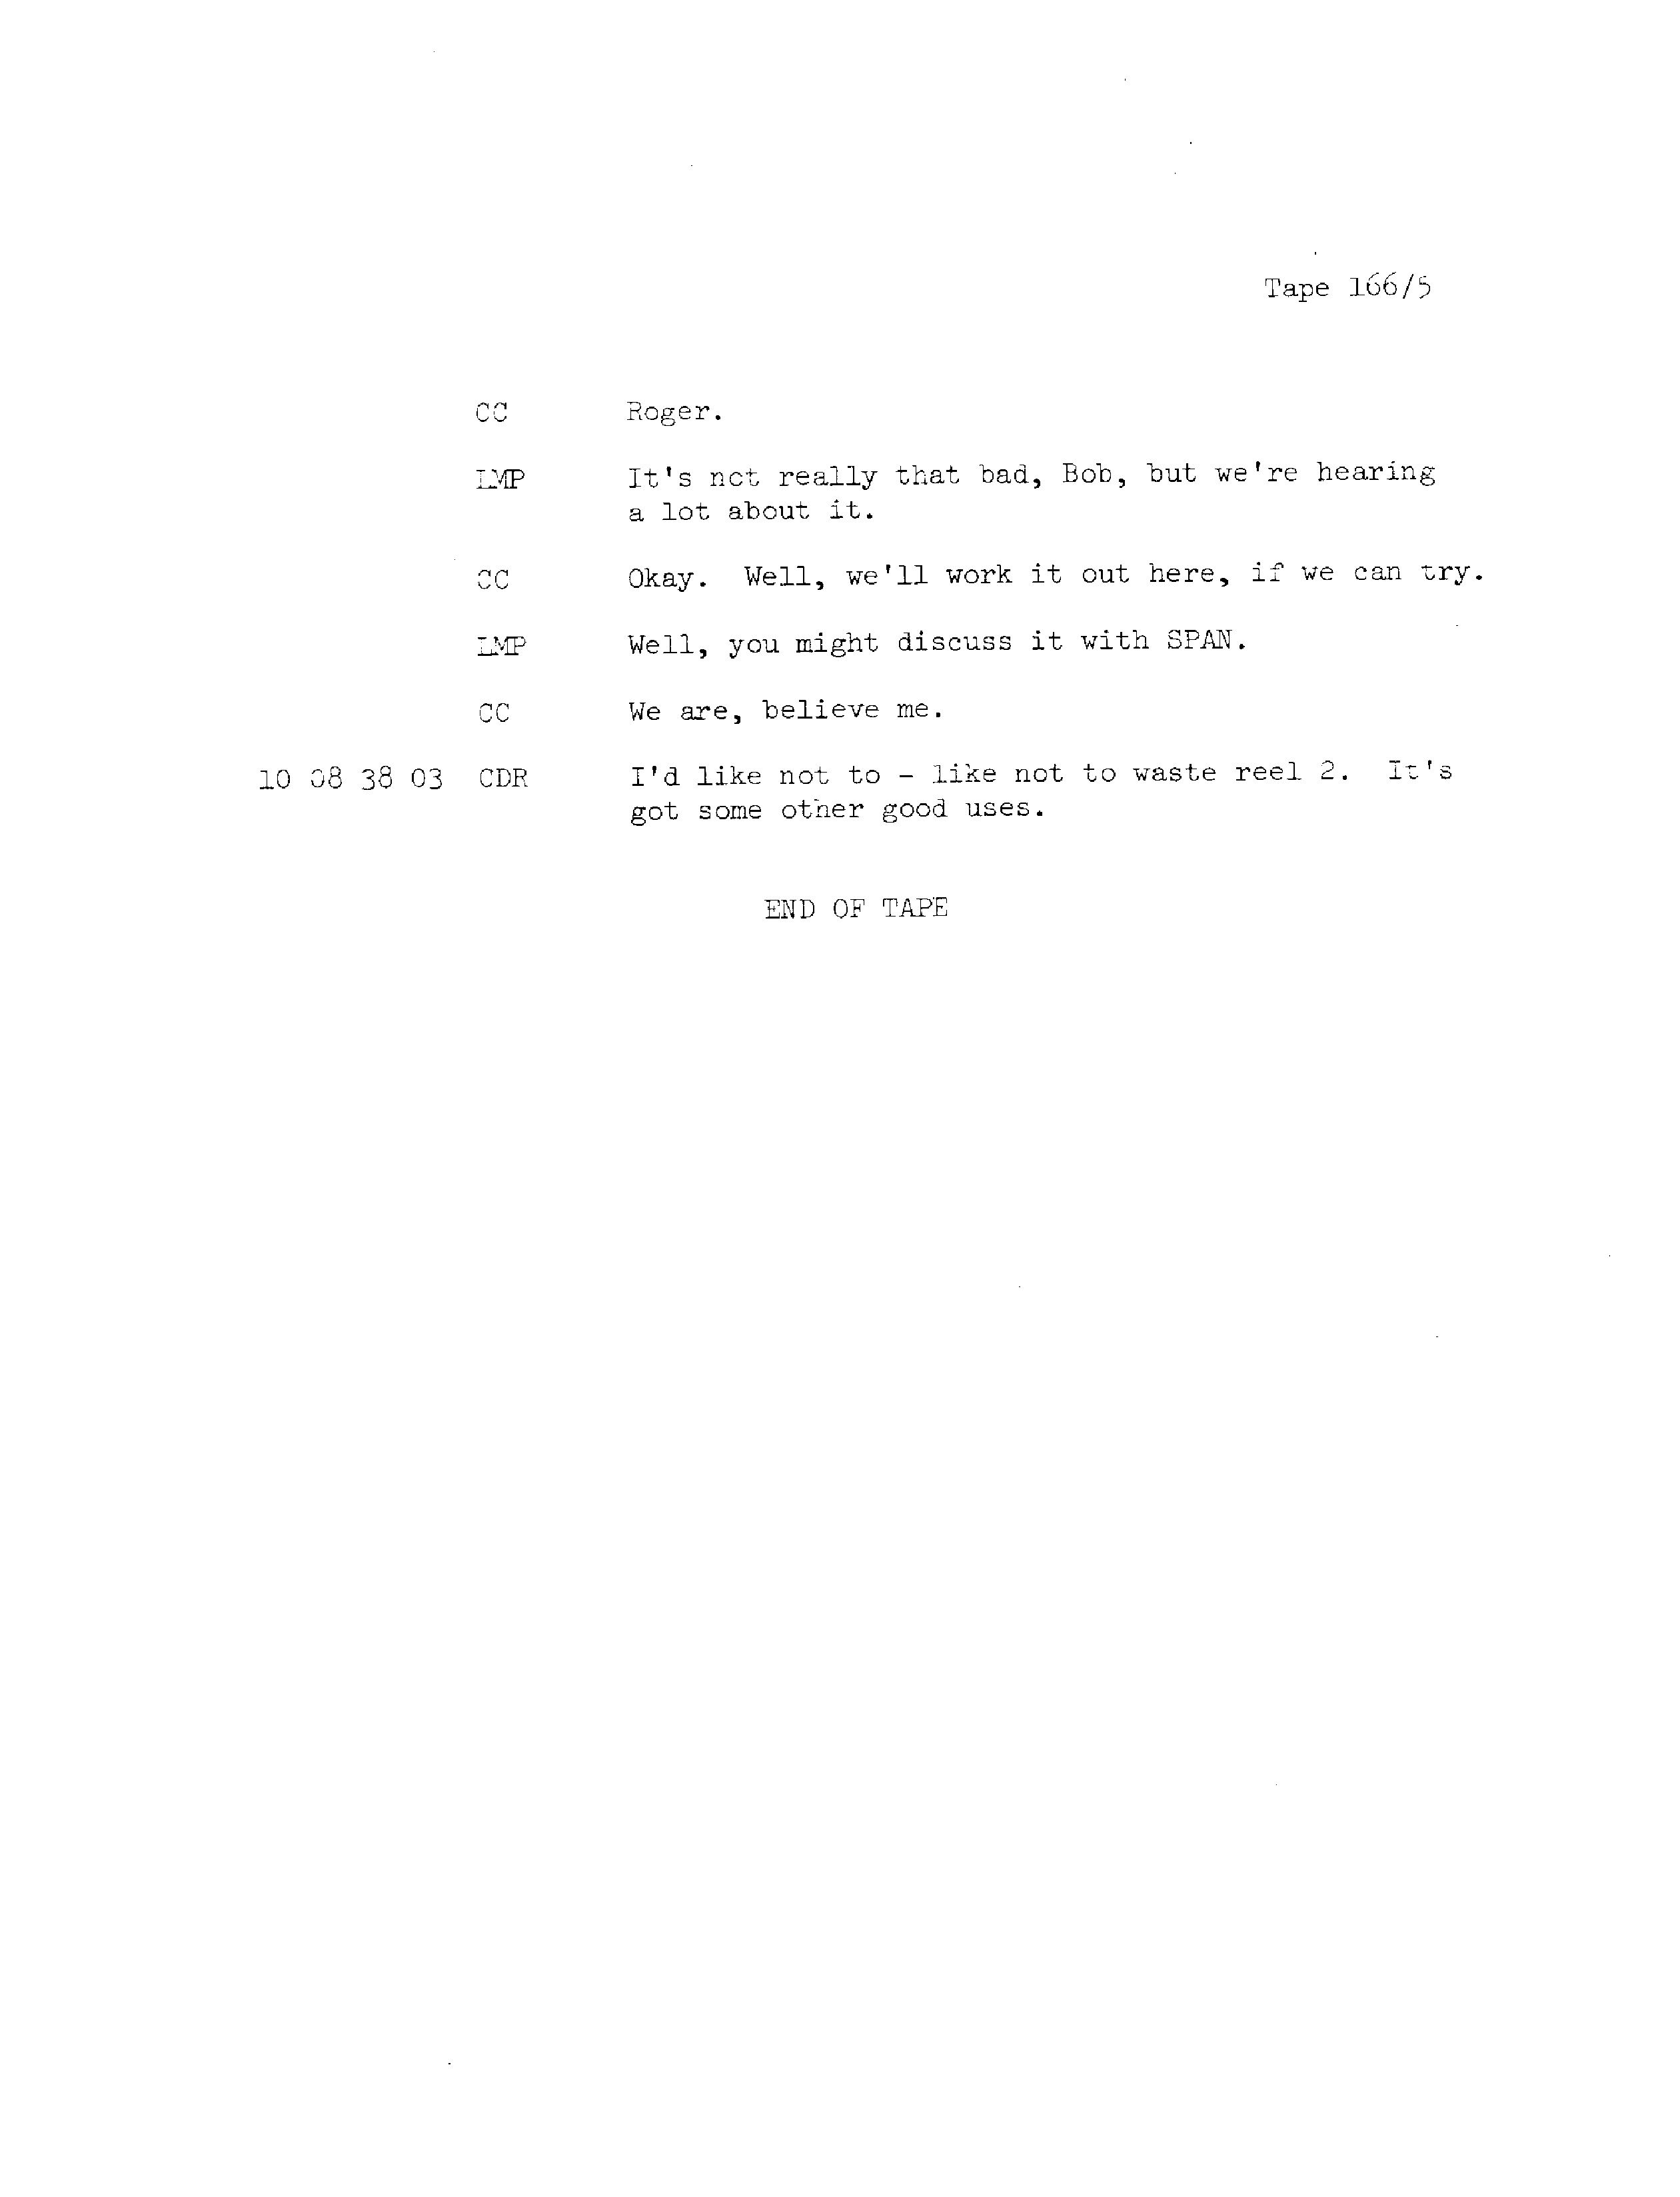 Tape 166/5
CC Roger.
LMP It's not really that bad, Bob, but we're hearing
a lot about it.
CC Okay. Well, we'll work it out here, if we can try.
LMP Well, you might discuss it with SPAN.
CC We are, believe me.
10 08 38 03 CDR I'd like not to - like not to waste reel 2. It's
got some other good uses.
END OF TAPE